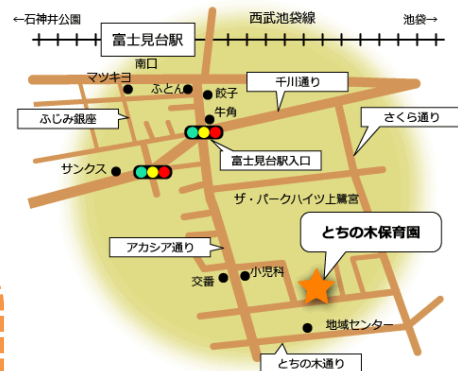 ←石神井公園
西武池袋線
池袋→
富士見台駅
南口
マツキヨ
ふとん
餃子
千川通り
牛角
ふじみ銀座
さくら通り
富士見台駅入口
サンクス
ザ・パークハイツ上鷺宮
とちの木保育園
アカシア通り
小児科
交番
地域センター
とちの木通り